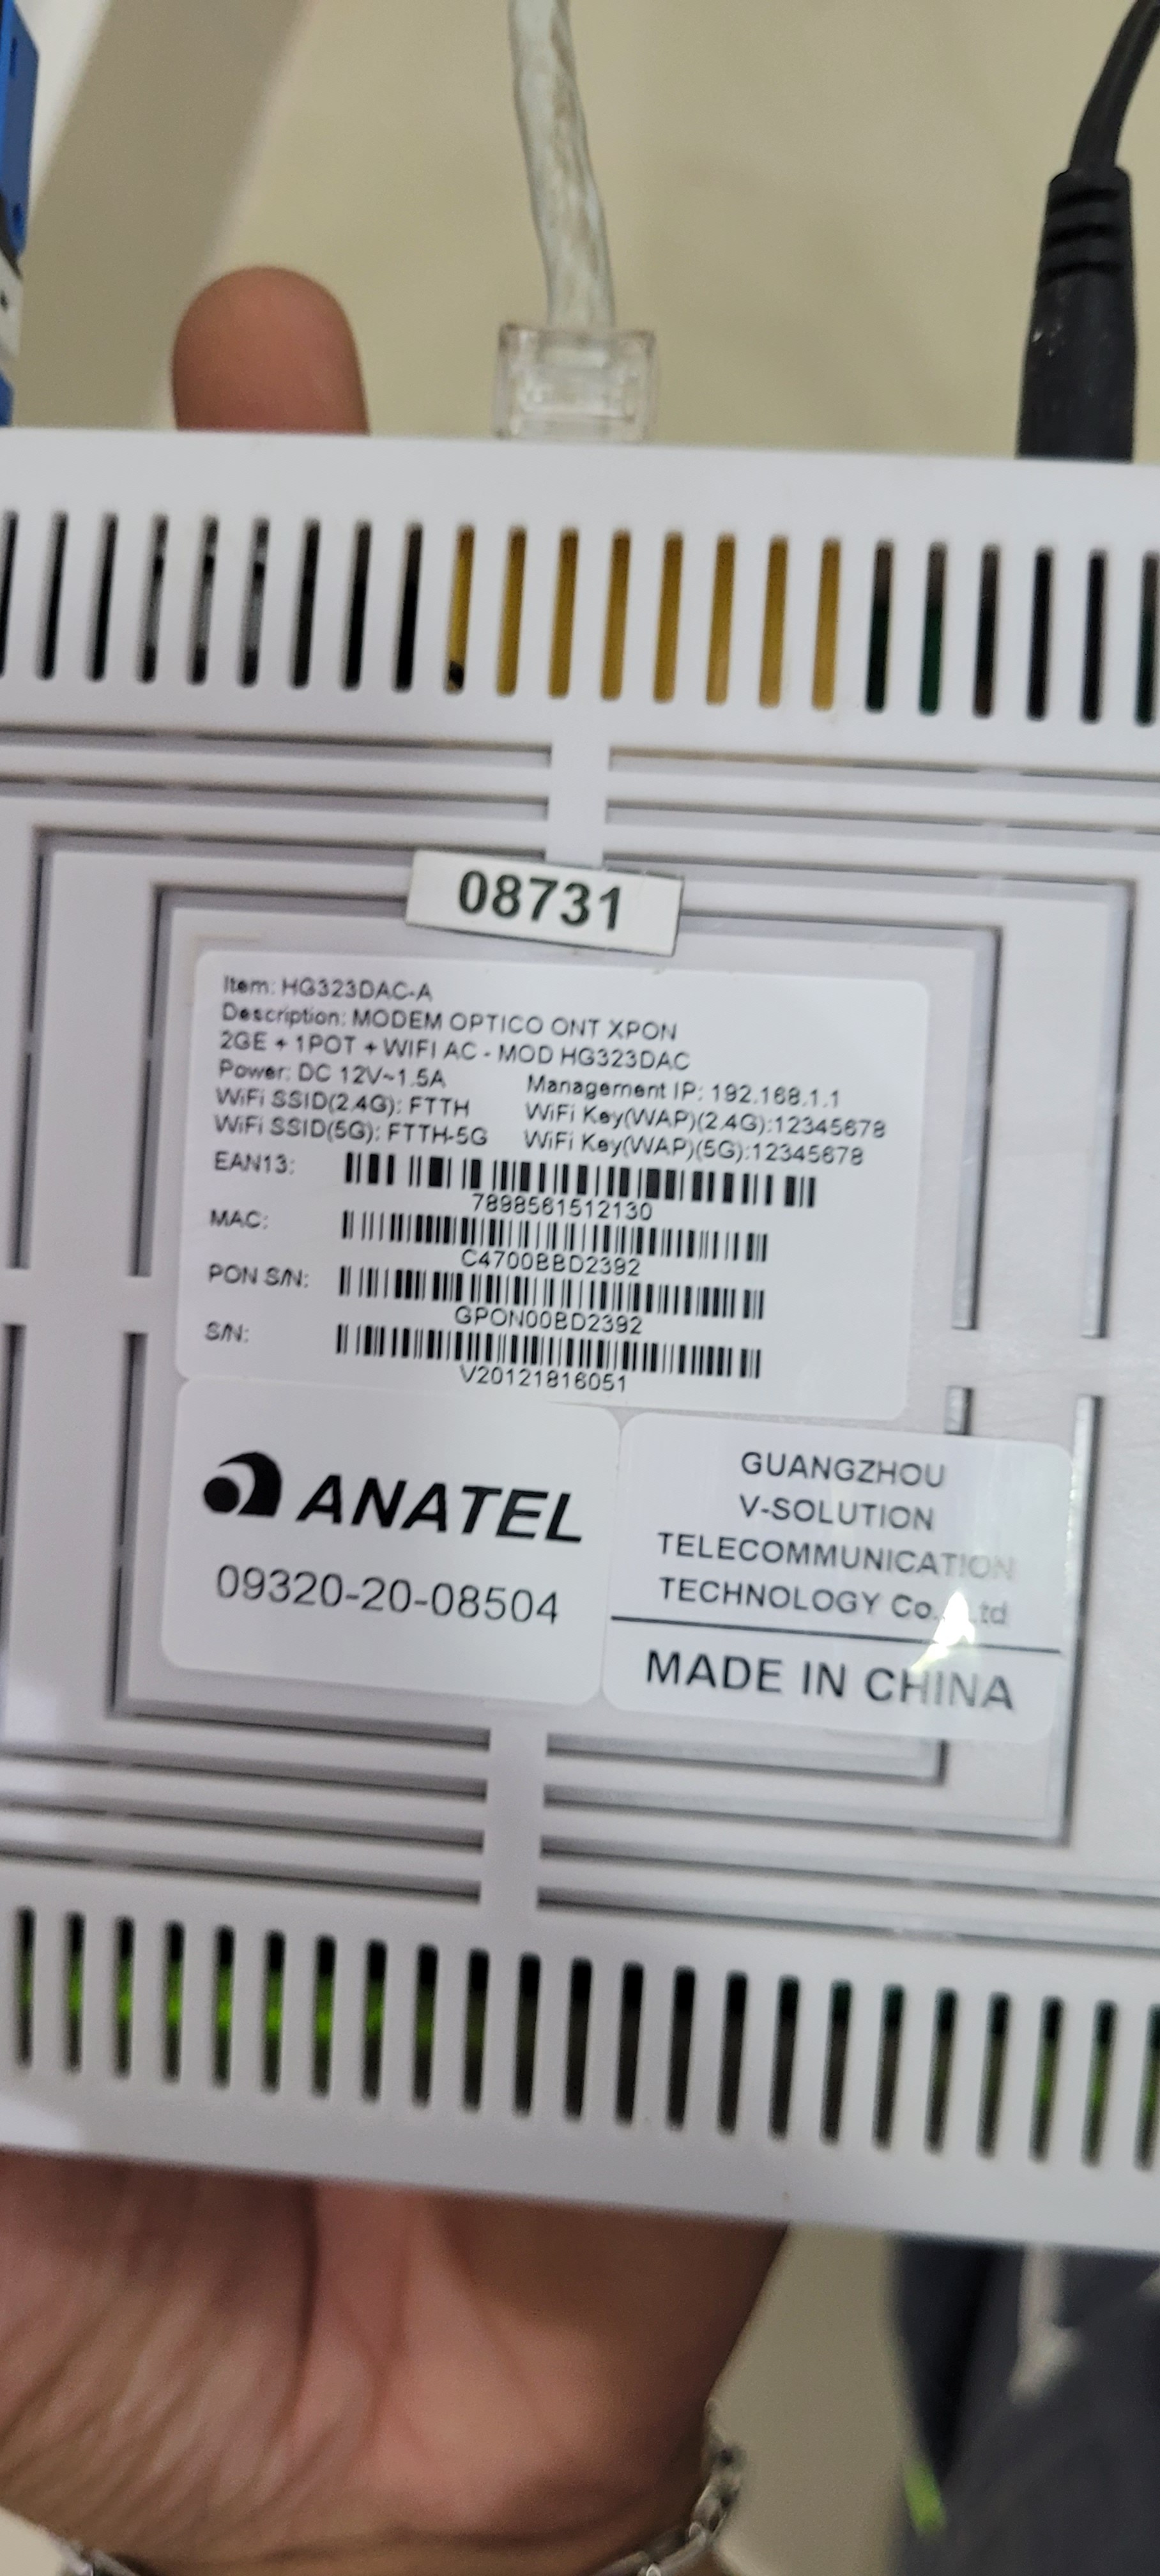 08731
Item: HG323DAC-A
Description: MODEM OPTICO ONT XPON
2GE + 1POT + WIFI AC - MOD HG323DAC
Power: DC 12V~1.5A Management IP: 192.168.1.1
WiFi SSID(2.4G): FTTH WiFi Key(WAP)(2.4G):12345678
WiFi SSID(5G): FTTH-5G WiFi Key(WAP)(5G):12345678
EAN13:
7898561512130
MAC:
C4700BBD2392
PON S/N:
GPON00BD2392
S/N:
V20121816051
ANATEL
09320-20-08504
GUANGZHOU
V-SOLUTION
TELECOMMUNICATION
TECHNOLOGY Co., Ltd
MADE IN CHINA